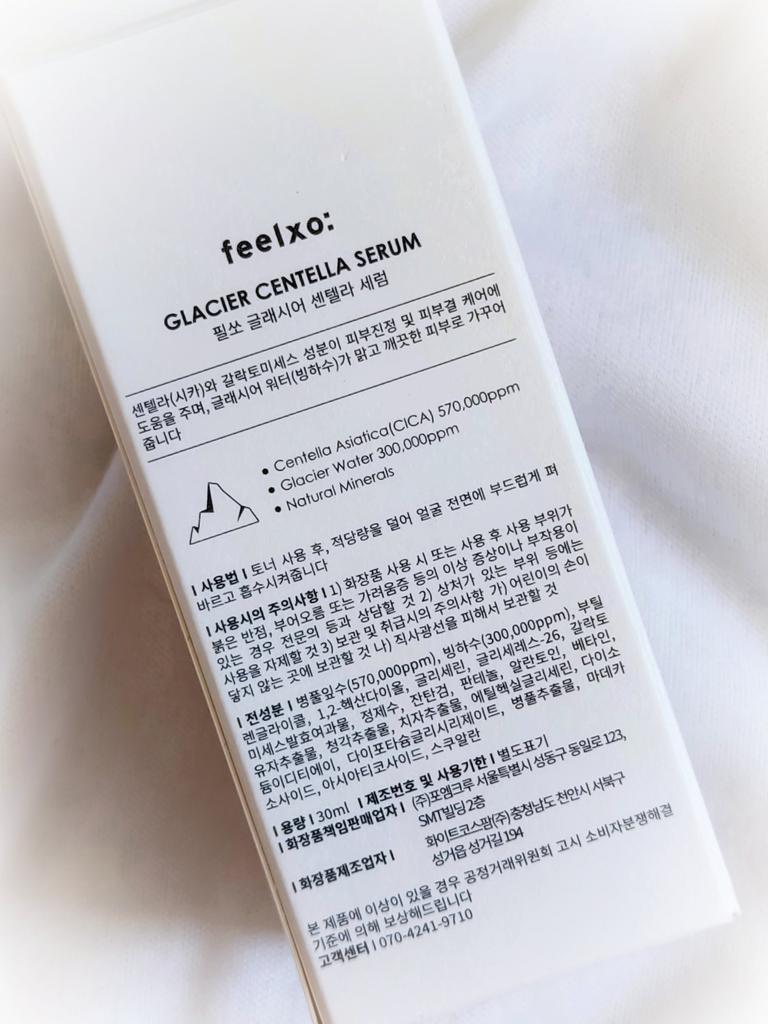 feelxo:
GLACIER CENTELLA SERUM
필쏘 글래시어 센텔라 세럼
센텔라(시카)와 갈락토미세스 성분이 피부진정 및 피부결 케어에
도움을 주며, 글래시어 워터(빙하수)가 맑고 깨끗한 피부로 가꾸어
줍니다
• Centella Asiatica(CICA) 570,000ppm
• Glacier Water 300,000ppm
• Natural Minerals
| 사용법 | 토너 사용 후, 적당량을 덜어 얼굴 전면에 부드럽게 펴
바르고 흡수시켜줍니다
| 사용시의 주의사항 | 1) 화장품 사용 시 또는 사용 후 사용 부위가
붉은 반점, 부어오름 또는 가려움증 등의 이상 증상이나 부작용이
있는 경우 전문의 등과 상담할 것 2) 상처가 있는 부위 등에는
사용을 자제할 것 3) 보관 및 취급시의 주의사항 가) 어린이의 손이
닿지 않는 곳에 보관할 것 나) 직사광선을 피해서 보관할 것
| 전성분 | 병풀잎수(570,000ppm), 빙하수(300,000ppm), 부틸
렌글라이콜, 1,2-헥산다이올, 글리세린, 글리세레스-26, 갈락토
미세스발효여과물, 정제수, 잔탄검, 판테놀, 알란토인, 베타인,
유자추출물, 청각추출물, 치자추출물, 에틸헥실글리세린, 다이소
듐이디티에이, 다이포타슘글리시리제이트, 병풀추출물, 마데카
소사이드, 아시아티코사이드, 스쿠알란
| 용량 | 30ml | 제조번호 및 사용기한 | 별도표기
| 화장품책임판매업자 | (주)포엠크루 서울특별시 성동구 동일로 123,
SMT빌딩 2층
| 화장품제조업자 | 화이트코스팜(주) 충청남도 천안시 서북구
성거읍 성거길 194
본 제품에 이상이 있을 경우 공정거래위원회 고시 소비자분쟁해결
기준에 의해 보상해드립니다
고객센터 | 070-4241-9710